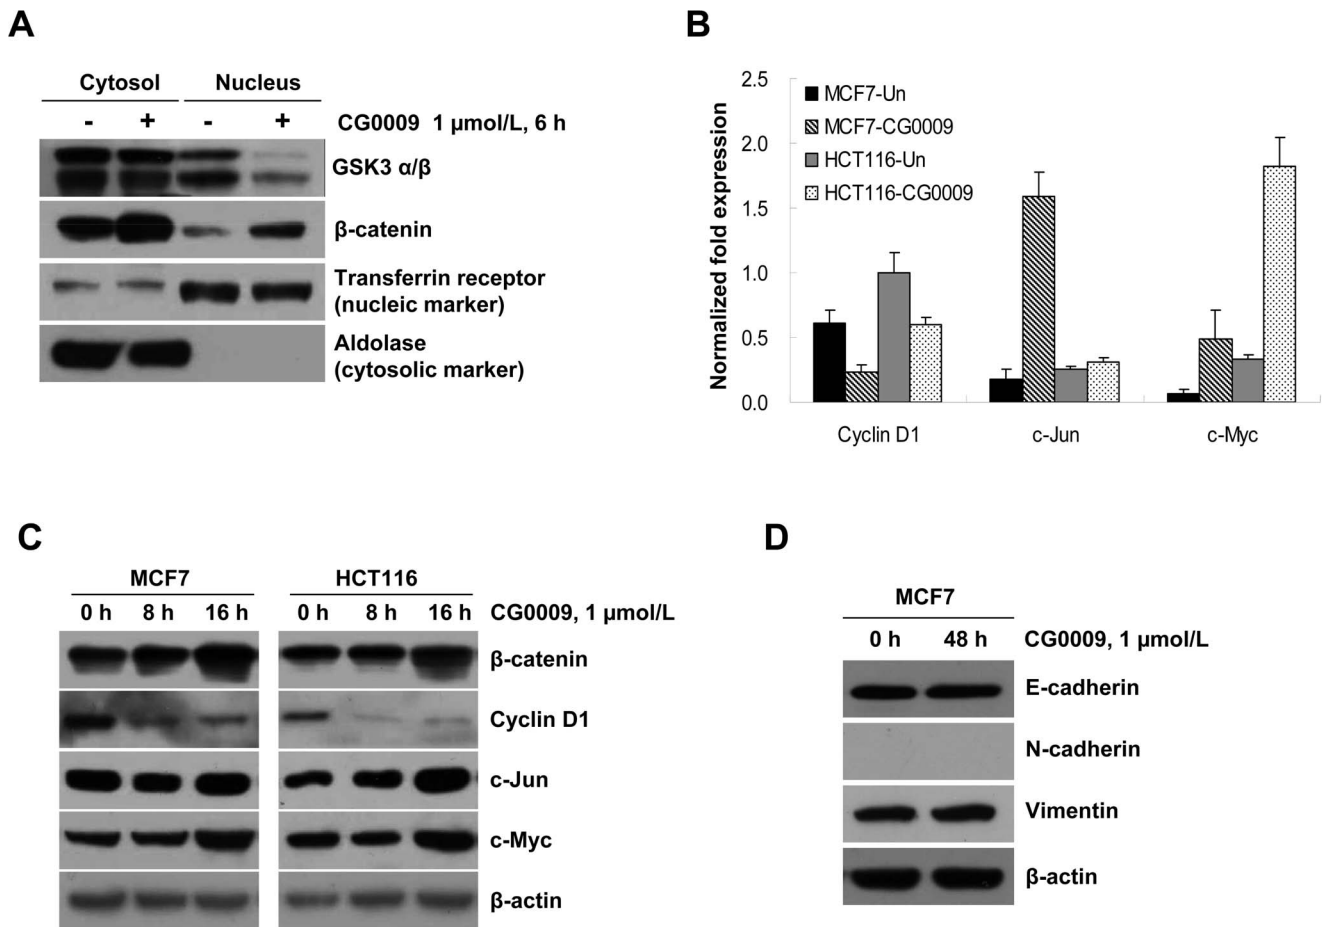 A
Cytosol Nucleus
- + - + CG0009 1 μmol/L, 6 h
GSK3 α/β
β-catenin
Transferrin receptor
(nucleic marker)
Aldolase
(cytosolic marker)
B
Normalized fold expression
2.5
2.0
1.5
1.0
0.5
0.0
MCF7-Un
MCF7-CG0009
HCT116-Un
HCT116-CG0009
Cyclin D1 c-Jun c-Myc
C
MCF7 HCT116
0 h 8 h 16 h 0 h 8 h 16 h CG0009, 1 μmol/L
β-catenin
Cyclin D1
c-Jun
c-Myc
β-actin
D
MCF7
0 h 48 h CG0009, 1 μmol/L
E-cadherin
N-cadherin
Vimentin
β-actin